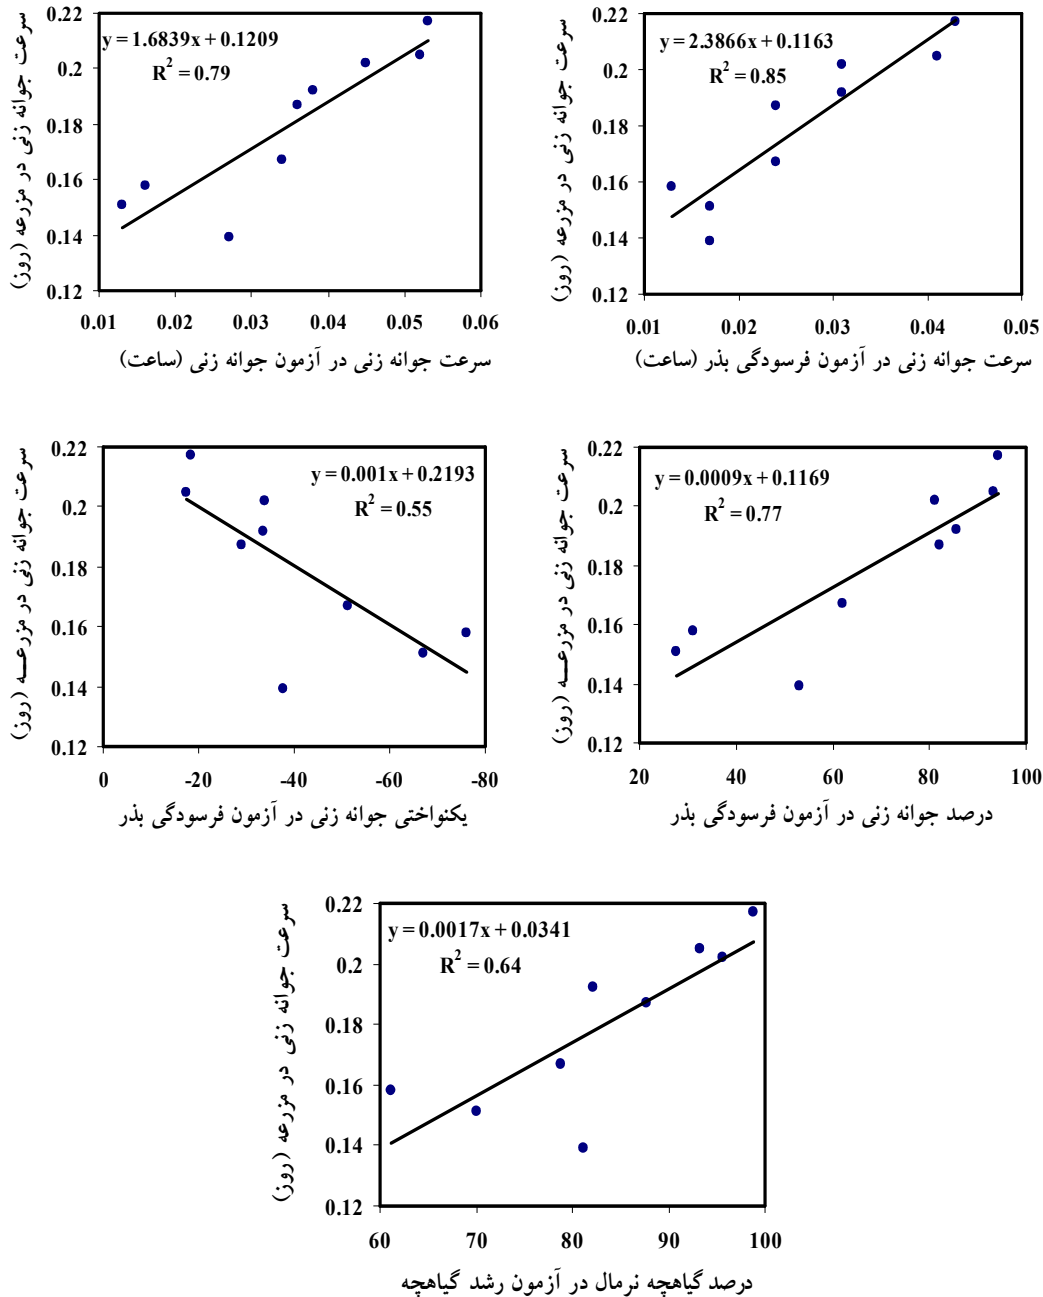 سرعت جوانه زنی در مزرعه (روز)
y = 1.6839x + 0.1209
R² = 0.79
0.22
0.2
0.18
0.16
0.14
0.12
0.01 0.02 0.03 0.04 0.05 0.06
سرعت جوانه زنی در آزمون جوانه زنی (ساعت)
سرعت جوانه زنی در مزرعه (روز)
y = 2.3866x + 0.1163
R² = 0.85
0.22
0.2
0.18
0.16
0.14
0.12
0.01 0.02 0.03 0.04 0.05
سرعت جوانه زنی در آزمون فرسودگی بذر (ساعت)
سرعت جوانه زنی در مزرعه (روز)
y = 0.001x + 0.2193
R² = 0.55
0.22
0.2
0.18
0.16
0.14
0.12
0 -20 -40 -60 -80
یکنواختی جوانه زنی در آزمون فرسودگی بذر
سرعت جوانه زنی در مزرعـــه (روز)
y = 0.0009x + 0.1169
R² = 0.77
0.22
0.2
0.18
0.16
0.14
0.12
20 40 60 80 100
درصد جوانه زنی در آزمون فرسودگی بذر
سرعت جوانه زنی در مزرعه (روز)
y = 0.0017x + 0.0341
R² = 0.64
0.22
0.2
0.18
0.16
0.14
0.12
60 70 80 90 100
درصد گیاهچه نرمال در آزمون رشد گیاهچه